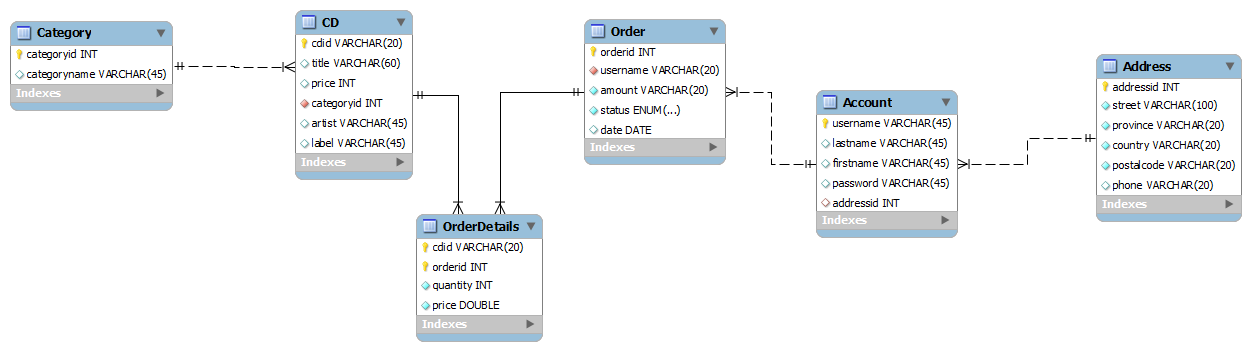 Category
categoryid INT
categoryname VARCHAR(45)
Indexes
CD
cdid VARCHAR(20)
title VARCHAR(60)
price INT
categoryid INT
artist VARCHAR(45)
label VARCHAR(45)
Indexes
OrderDetails
cdid VARCHAR(20)
orderid INT
quantity INT
price DOUBLE
Indexes
Order
orderid INT
username VARCHAR(20)
amount VARCHAR(20)
status ENUM(...)
date DATE
Indexes
Account
username VARCHAR(45)
lastname VARCHAR(45)
firstname VARCHAR(45)
password VARCHAR(45)
addressid INT
Indexes
Address
addressid INT
street VARCHAR(100)
province VARCHAR(20)
country VARCHAR(20)
postalcode VARCHAR(20)
phone VARCHAR(20)
Indexes